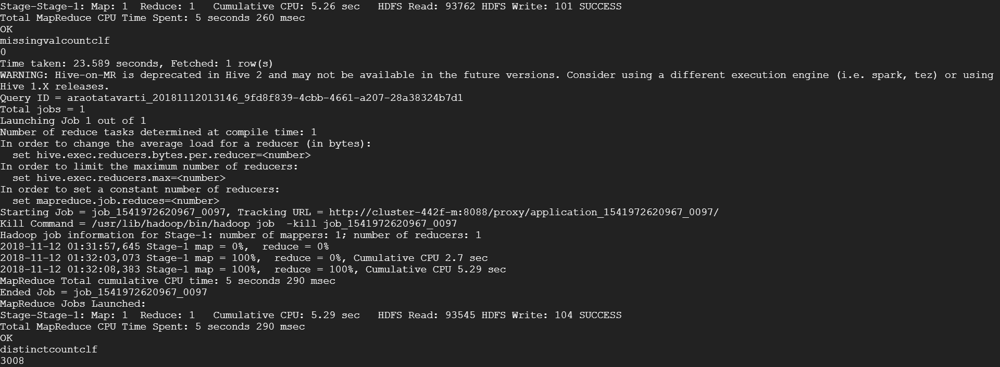 Stage-Stage-1: Map: 1  Reduce: 1   Cumulative CPU: 5.26 sec   HDFS Read: 93762 HDFS Write: 101 SUCCESS
Total MapReduce CPU Time Spent: 5 seconds 260 msec
OK
missingvalcountclf
0
Time taken: 23.589 seconds, Fetched: 1 row(s)
WARNING: Hive-on-MR is deprecated in Hive 2 and may not be available in the future versions. Consider using a different execution engine (i.e. spark, tez) or using
Hive 1.X releases.
Query ID = araotatavarti_20181112013146_9fd8f839-4cbb-4661-a207-28a38324b7d1
Total jobs = 1
Launching Job 1 out of 1
Number of reduce tasks determined at compile time: 1
In order to change the average load for a reducer (in bytes):
  set hive.exec.reducers.bytes.per.reducer=<number>
In order to limit the maximum number of reducers:
  set hive.exec.reducers.max=<number>
In order to set a constant number of reducers:
  set mapreduce.job.reduces=<number>
Starting Job = job_1541972620967_0097, Tracking URL = http://cluster-442f-m:8088/proxy/application_1541972620967_0097/
Kill Command = /usr/lib/hadoop/bin/hadoop job  -kill job_1541972620967_0097
Hadoop job information for Stage-1: number of mappers: 1; number of reducers: 1
2018-11-12 01:31:57,645 Stage-1 map = 0%,  reduce = 0%
2018-11-12 01:32:03,073 Stage-1 map = 100%,  reduce = 0%, Cumulative CPU 2.7 sec
2018-11-12 01:32:08,383 Stage-1 map = 100%,  reduce = 100%, Cumulative CPU 5.29 sec
MapReduce Total cumulative CPU time: 5 seconds 290 msec
Ended Job = job_1541972620967_0097
MapReduce Jobs Launched:
Stage-Stage-1: Map: 1  Reduce: 1   Cumulative CPU: 5.29 sec   HDFS Read: 93545 HDFS Write: 104 SUCCESS
Total MapReduce CPU Time Spent: 5 seconds 290 msec
OK
distinctcountclf
3008